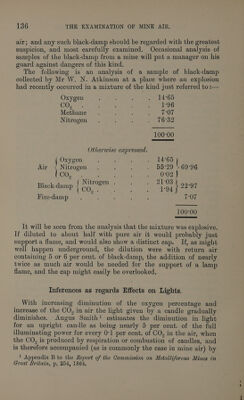 136 THE EXAMINATION OF MINE AIR.
air; and any such black-damp should be regarded with the greatest
suspicion, and most carefully examined. Occasional analysis of
samples of the black-damp from a mine will put a manager on his
guard against dangers of this kind.
The following is an analysis of a sample of black-damp
collected by Mr W. N. Atkinson at a place where an explosion
had recently occurred in a mixture of the kind just referred to:—
Oxygen . . . . 14·65
CO2 . . . . 1·96
Methane . . . . 7·07
Nitrogen . . . . 76·32
100·00
Otherwise expressed.
Air { Oxygen . . . 14·65
Nitrogen . . . 55·29 } 69·96
CO2 . . . 0·02
Black-damp { Nitrogen . . . 21·03 } 22·97
CO2 . . . 1·94
Fire-damp . . . . 7·07
100·00
It will be seen from the analysis that the mixture was explosive.
If diluted to about half with pure air it would probably just
support a flame, and would also show a distinct cap. If, as might
well happen underground, the dilution were with return air
containing 5 or 6 per cent. of black-damp, the addition of nearly
twice as much air would be needed for the support of a lamp
flame, and the cap might easily be overlooked.
Inferences as regards Effects on Lights.
With increasing diminution of the oxygen percentage and
increase of the CO2 in air the light given by a candle gradually
diminishes. Angus Smith 1 estimates the diminution in light
for an upright candle as being nearly 5 per cent. of the full
illuminating power for every 0·1 per cent. of CO2 in the air, when
the CO2 is produced by respiration or combustion of candles, and
is therefore accompanied (as is commonly the case in mine air) by
1 Appendix B to the Report of the Commission on Metalliferous Mines in
Great Britain, p. 254, 1864.